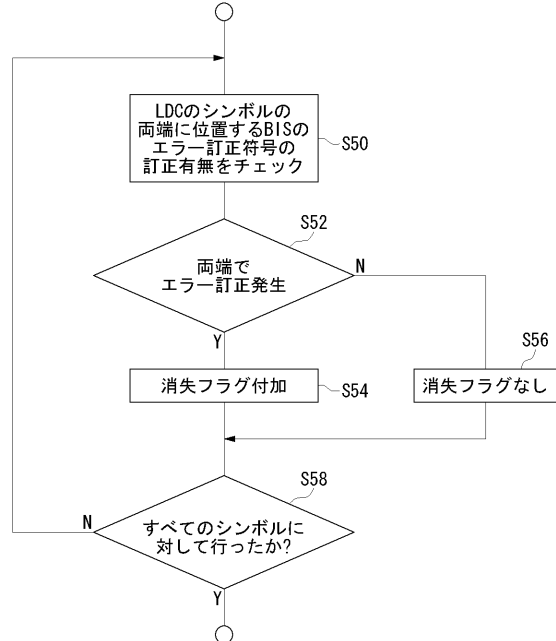 LDCのシンボルの
両端に位置するBISの
エラー訂正符号の
訂正有無をチェック
S50
S52
両端で
エラー訂正発生
N
Y
S56
消失フラグ付加
S54
消失フラグなし
S58
N
すべてのシンボルに
対して行ったか?
Y